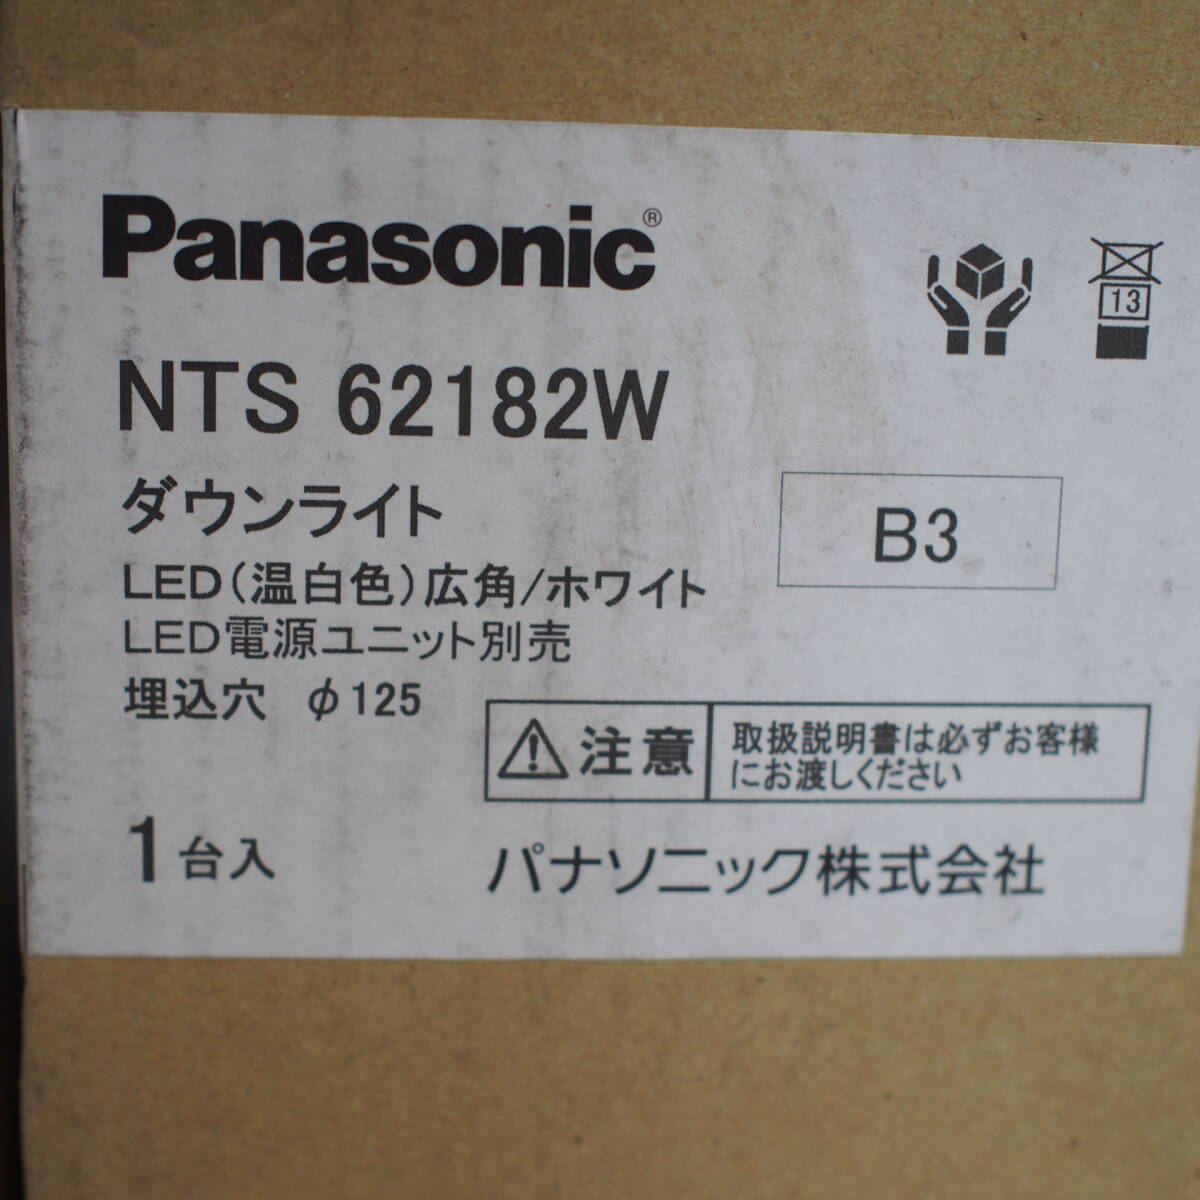 Panasonic®
13
NTS 62182W
ダウンライト
B3
LED(温白色)広角/ホワイト
LED電源ユニット別売
埋込穴 φ125
注意
取扱説明書は必ずお客様
にお渡しください
1台入
パナソニック株式会社